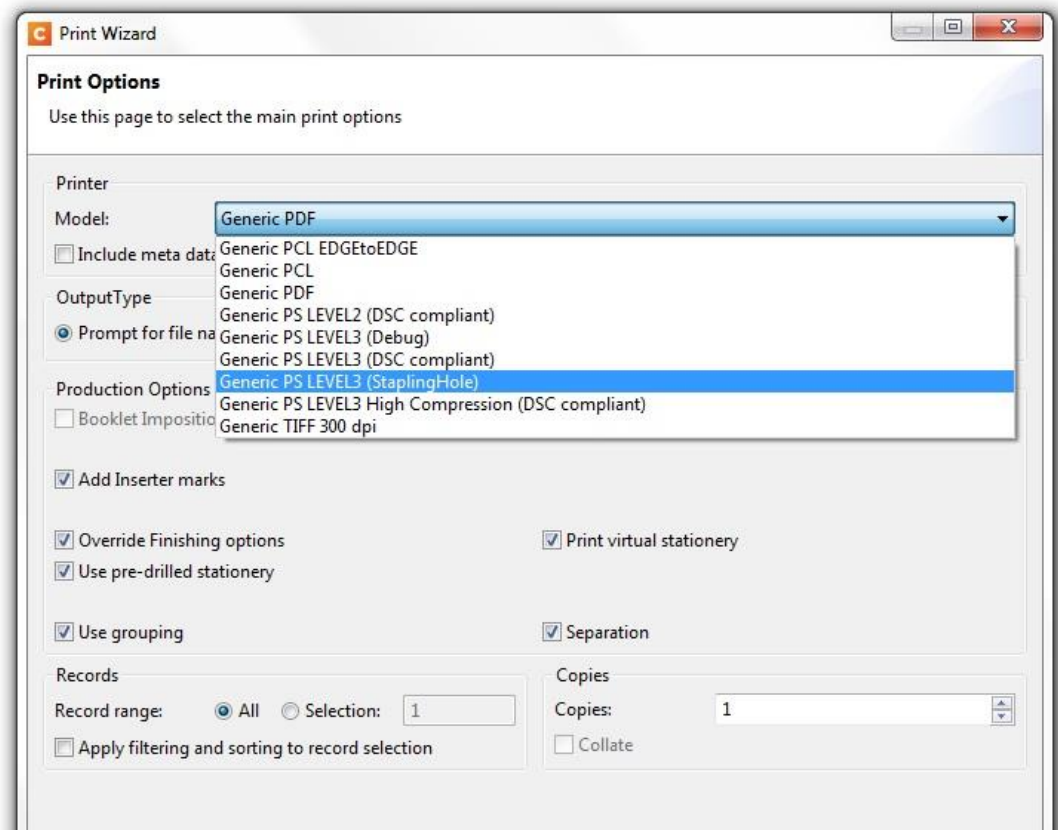 C Print Wizard
Print Options
Use this page to select the main print options
Printer
Model: Generic PDF
Include meta data
Generic PCL EDGEtoEDGE
Generic PCL
Generic PDF
Generic PS LEVEL2 (DSC compliant)
Generic PS LEVEL3 (Debug)
Generic PS LEVEL3 (DSC compliant)
Generic PS LEVEL3 (StaplingHole)
Generic PS LEVEL3 High Compression (DSC compliant)
Generic TIFF 300 dpi
OutputType
Prompt for file na
Production Options
Booklet Impositio
Add Inserter marks
Override Finishing options Print virtual stationery
Use pre-drilled stationery
Use grouping Separation
Records
Record range: All Selection: 1
Apply filtering and sorting to record selection
Copies
Copies: 1
Collate